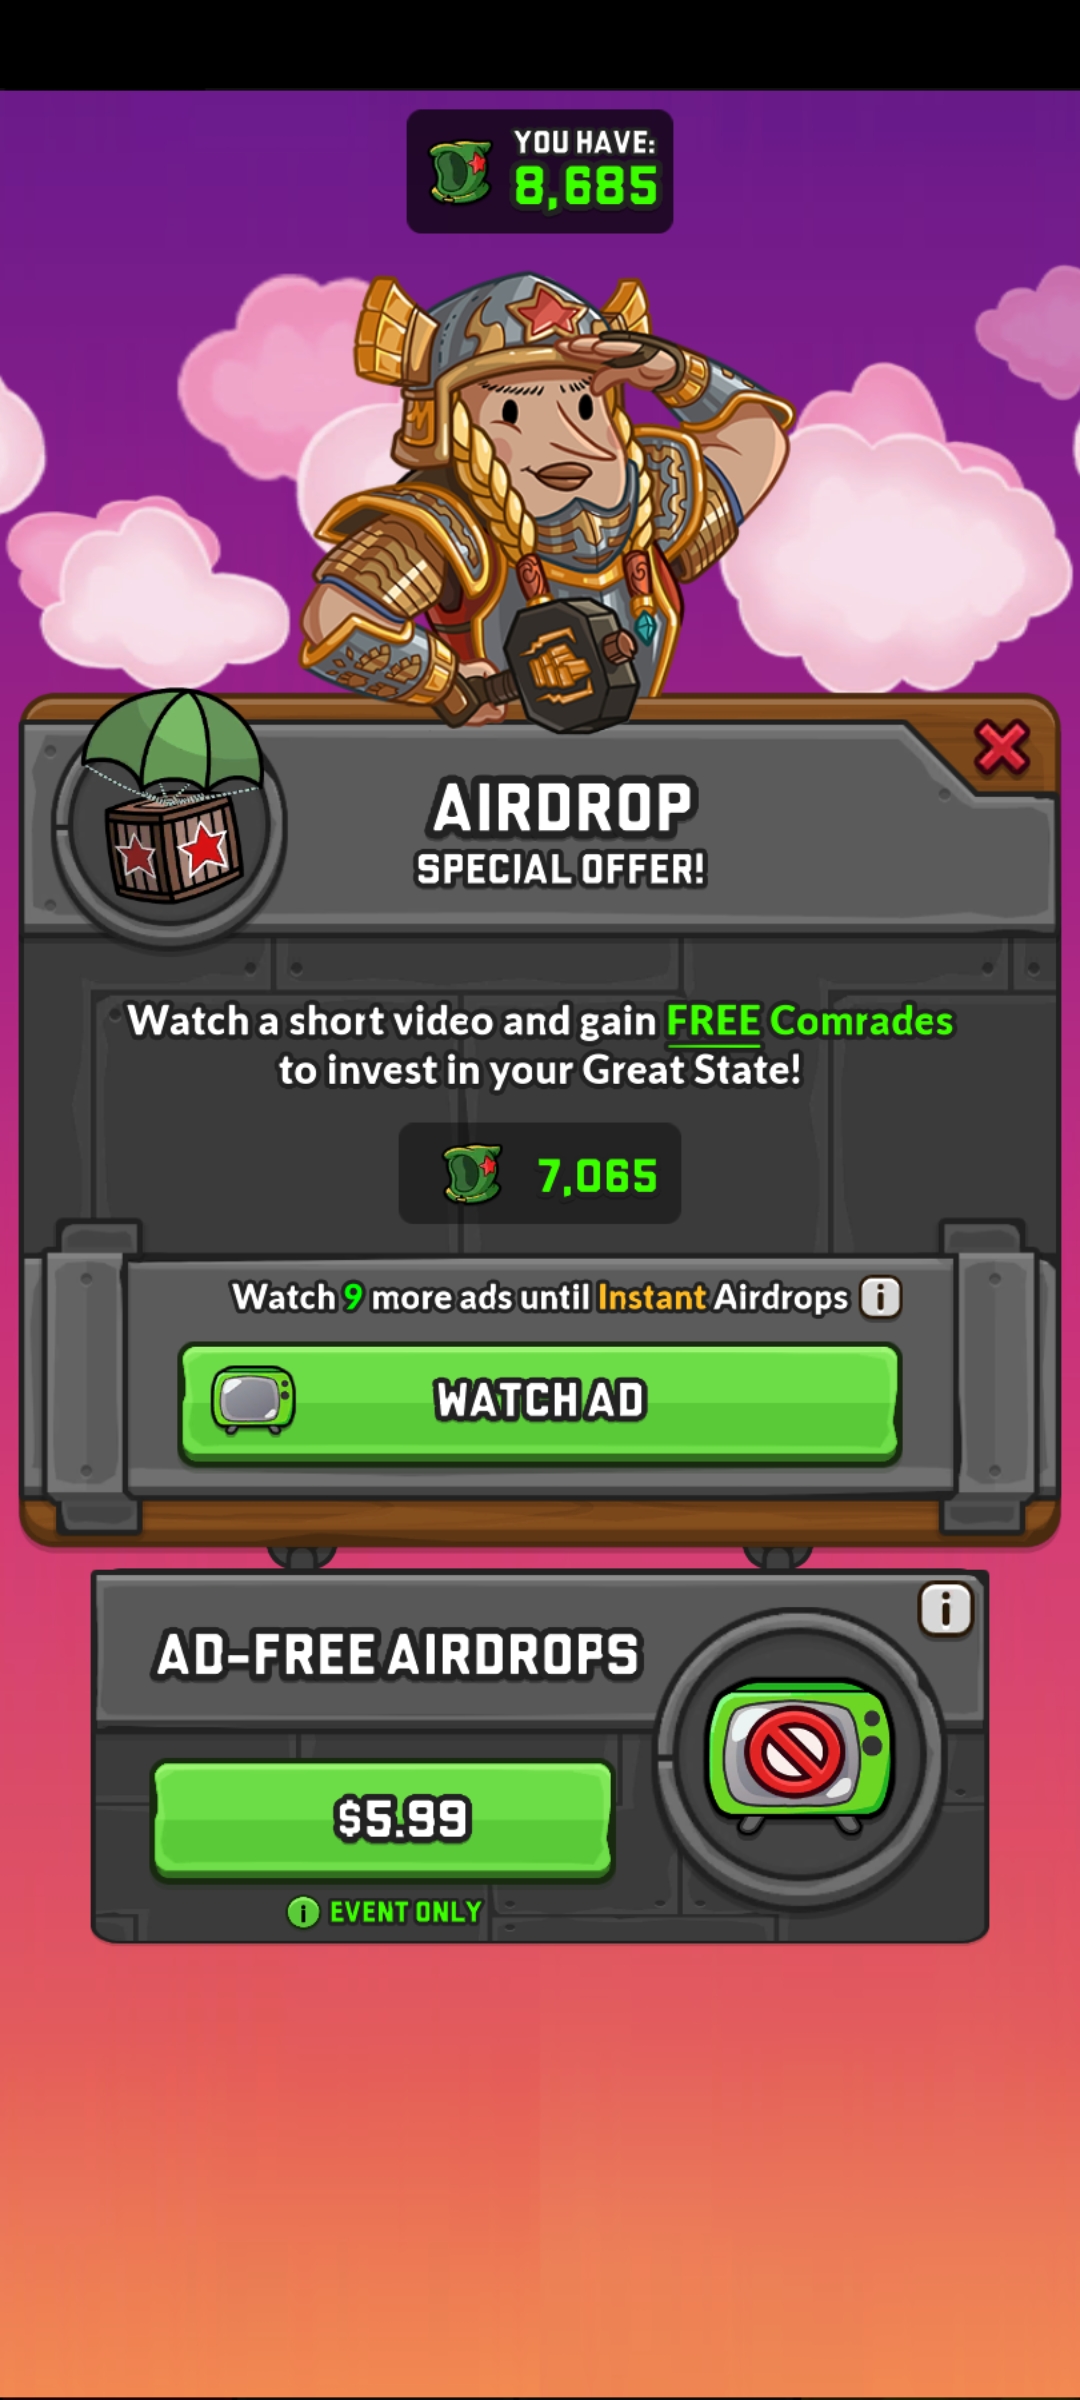 YOU HAVE:
8,685
AIRDROP
SPECIAL OFFER!
Watch a short video and gain FREE Comrades
to invest in your Great State!
7,065
Watch 9 more ads until Instant Airdrops
WATCH AD
AD-FREE AIRDROPS
$5.99
EVENT ONLY